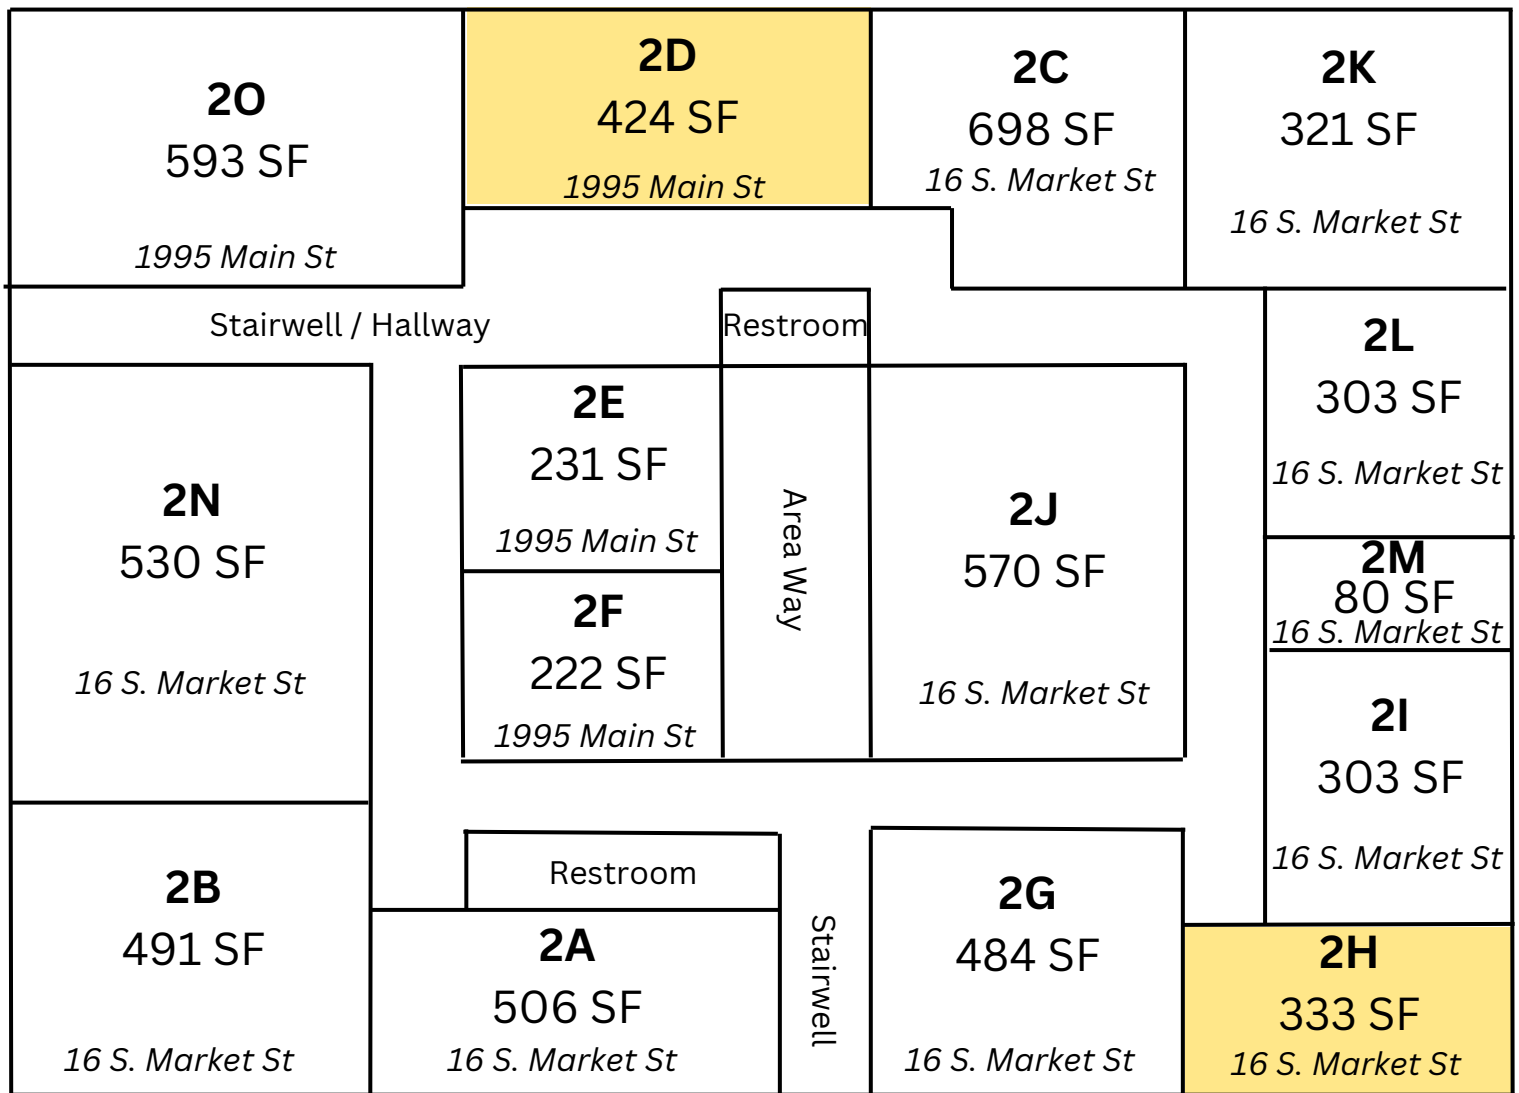 2O
593 SF
1995 Main St
2D
424 SF
1995 Main St
2C
698 SF
16 S. Market St
2K
321 SF
16 S. Market St
Stairwell / Hallway
Restroom
2L
303 SF
16 S. Market St
2E
231 SF
1995 Main St
2N
530 SF
16 S. Market St
Area Way
2J
570 SF
16 S. Market St
2M
80 SF
16 S. Market St
2F
222 SF
1995 Main St
2I
303 SF
16 S. Market St
2B
491 SF
16 S. Market St
Restroom
2A
506 SF
16 S. Market St
Stairwell
2G
484 SF
16 S. Market St
2H
333 SF
16 S. Market St